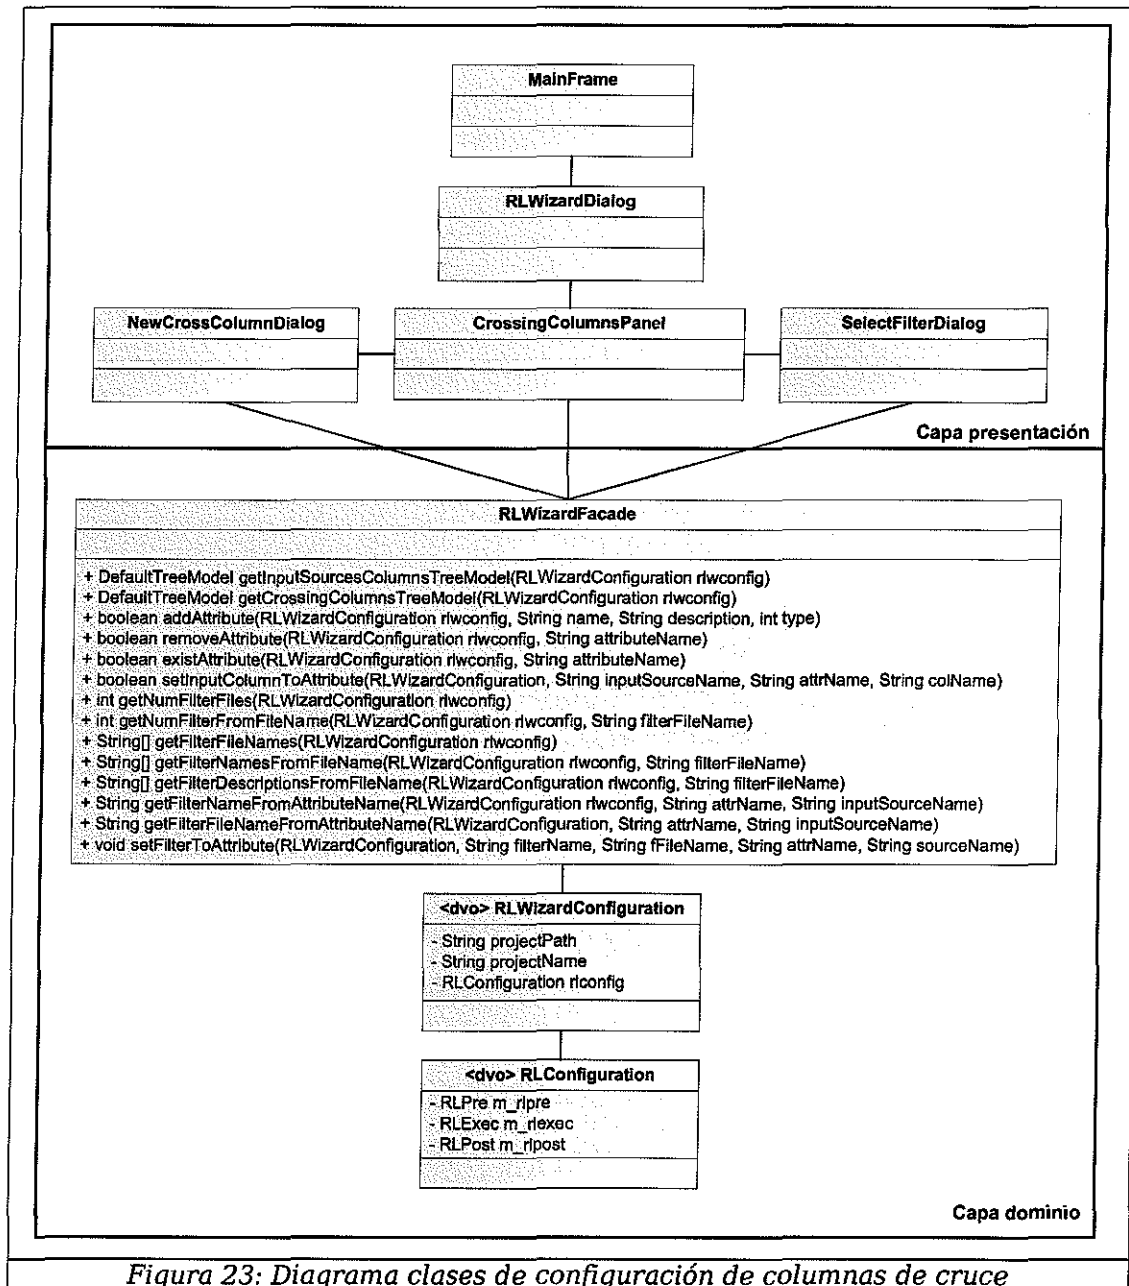 MainFrame
RLWizardDialog
NewCrossColumnDialog
CrossingColumnsPanel
SelectFilterDialog
Capa presentación
RLWizardFacade
+ DefaultTreeModel getInputSourcesColumnsTreeModel(RLWizardConfiguration rlwconfig)
+ DefaultTreeModel getCrossingColumnsTreeModel(RLWizardConfiguration rlwconfig)
+ boolean addAttribute(RLWizardConfiguration rlwconfig, String name, String description, int type)
+ boolean removeAttribute(RLWizardConfiguration rlwconfig, String attributeName)
+ boolean existAttribute(RLWizardConfiguration rlwconfig, String attributeName)
+ boolean setInputColumnToAttribute(RLWizardConfiguration, String inputSourceName, String attrName, String colName)
+ int getNumFilterFiles(RLWizardConfiguration rlwconfig)
+ int getNumFilterFromFileName(RLWizardConfiguration rlwconfig, String filterFileName)
+ String[] getFilterFileNames(RLWizardConfiguration rlwconfig)
+ String[] getFilterNamesFromFileName(RLWizardConfiguration rlwconfig, String filterFileName)
+ String[] getFilterDescriptionsFromFileName(RLWizardConfiguration rlwconfig, String filterFileName)
+ String getFilterNameFromAttributeName(RLWizardConfiguration rlwconfig, String attrName, String inputSourceName)
+ String getFilterFileNameFromAttributeName(RLWizardConfiguration, String attrName, String inputSourceName)
+ void setFilterToAttribute(RLWizardConfiguration, String filterName, String fFileName, String attrName, String sourceName)
<dvo> RLWizardConfiguration
- String projectPath
- String projectName
- RLConfiguration rlconfig
<dvo> RLConfiguration
- RLPre m_rlpre
- RLExec m_rlexec
- RLPost m_rlpost
Capa dominio
Figura 23: Diagrama clases de configuración de columnas de cruce